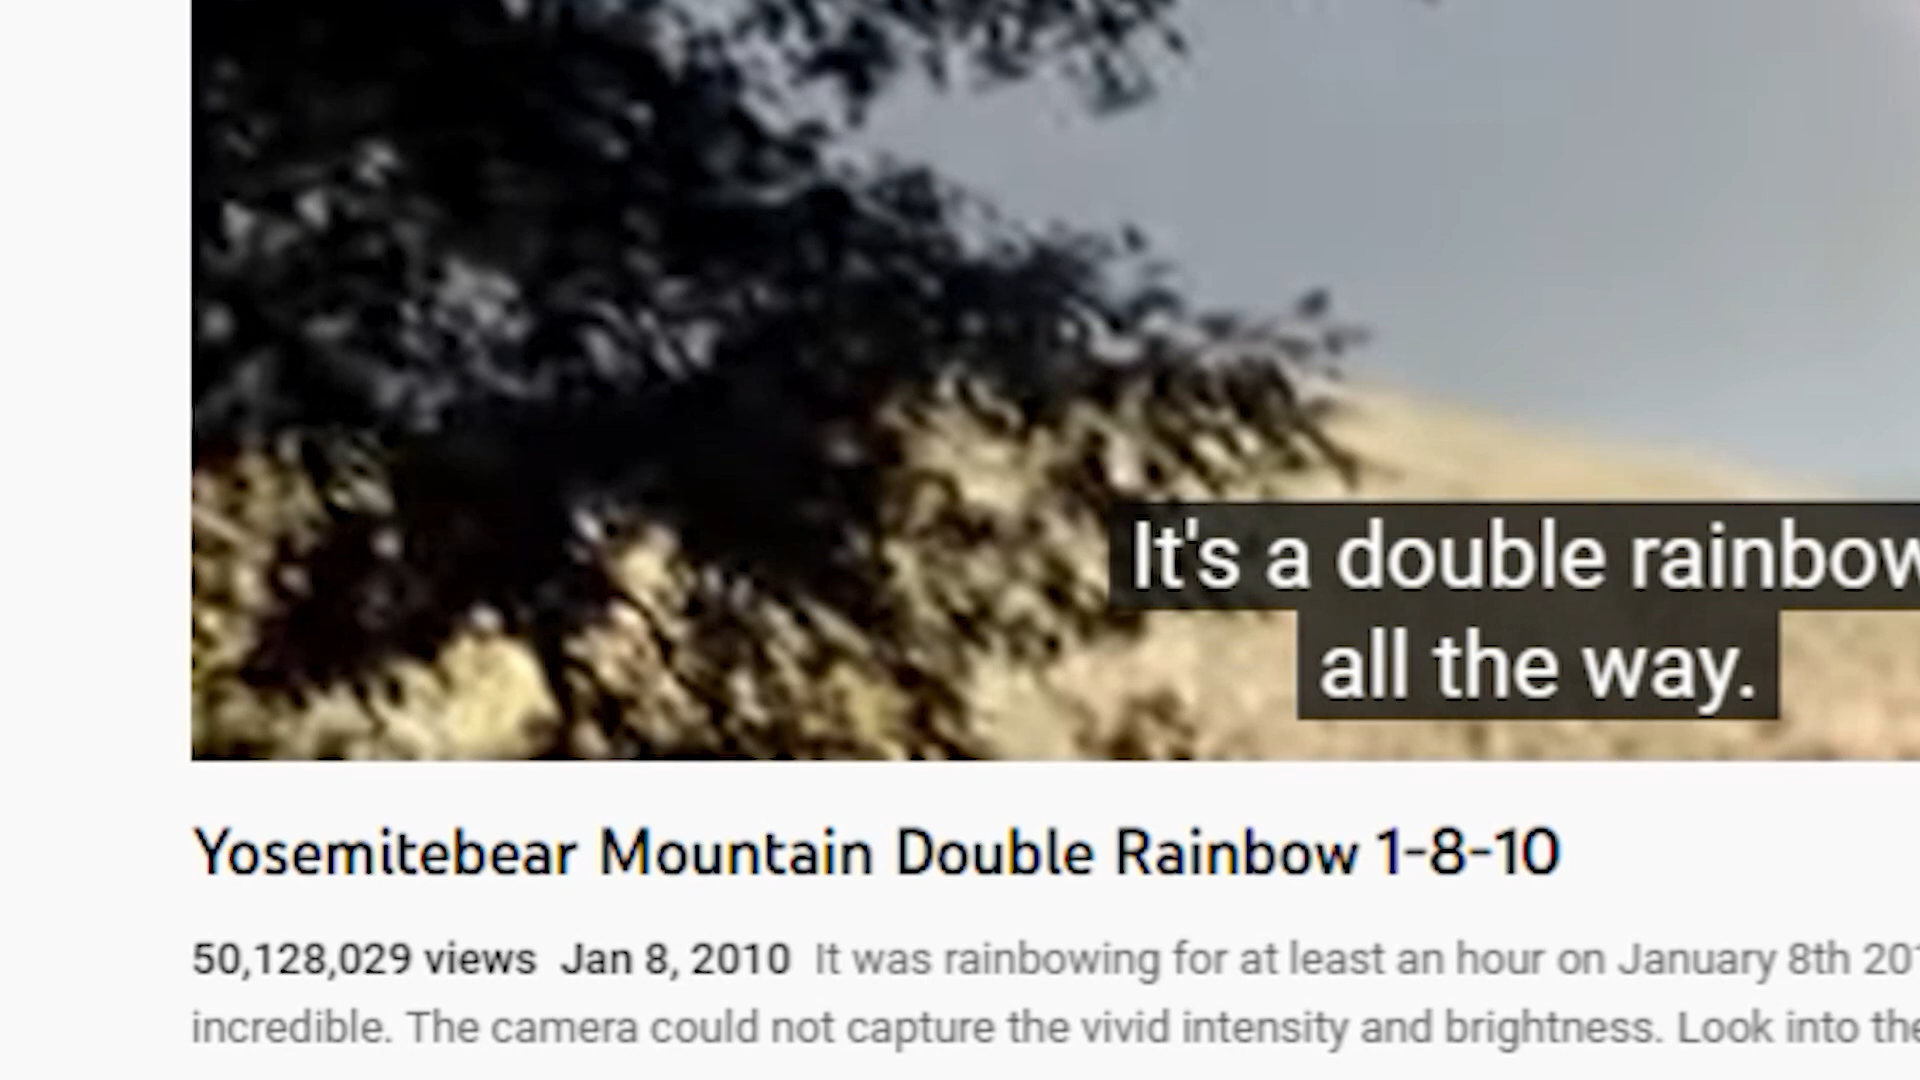 It's a double rainbow
all the way.
Yosemitebear Mountain Double Rainbow 1-8-10
50,128,029 views Jan 8, 2010 It was rainbowing for at least an hour on January 8th
incredible. The camera could not capture the vivid intensity and brightness. Look into the